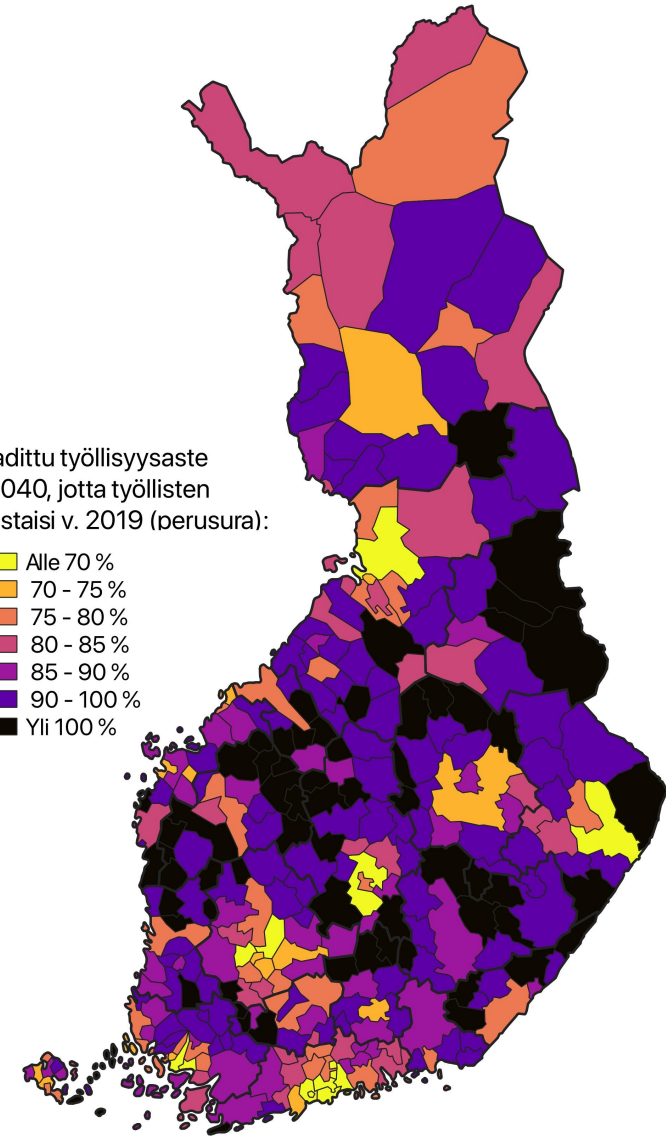 adittu työllisyysaste
040, jotta työllisten
staisi v. 2019 (perusura):
Alle 70 %
70 - 75 %
75 - 80 %
80 - 85 %
85 - 90 %
90 - 100 %
Yli 100 %